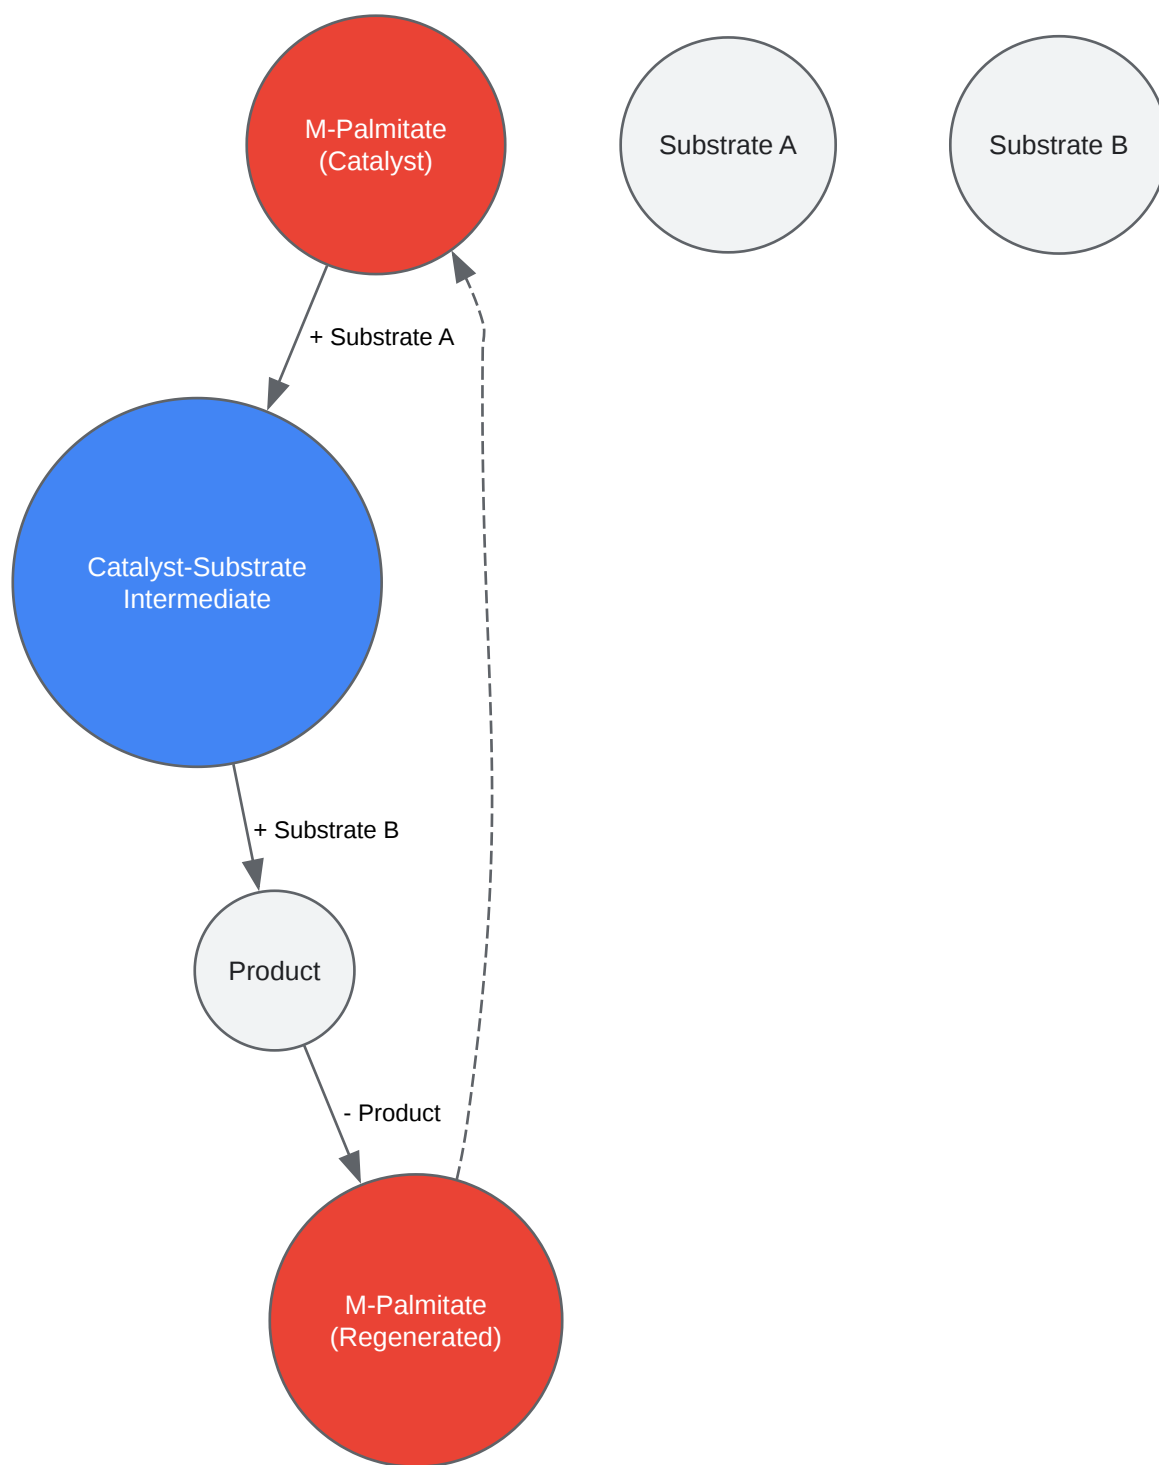 M-Palmitate
(Catalyst)
Substrate A
Substrate B
+ Substrate A
Catalyst-Substrate
Intermediate
+ Substrate B
Product
- Product
M-Palmitate
(Regenerated)